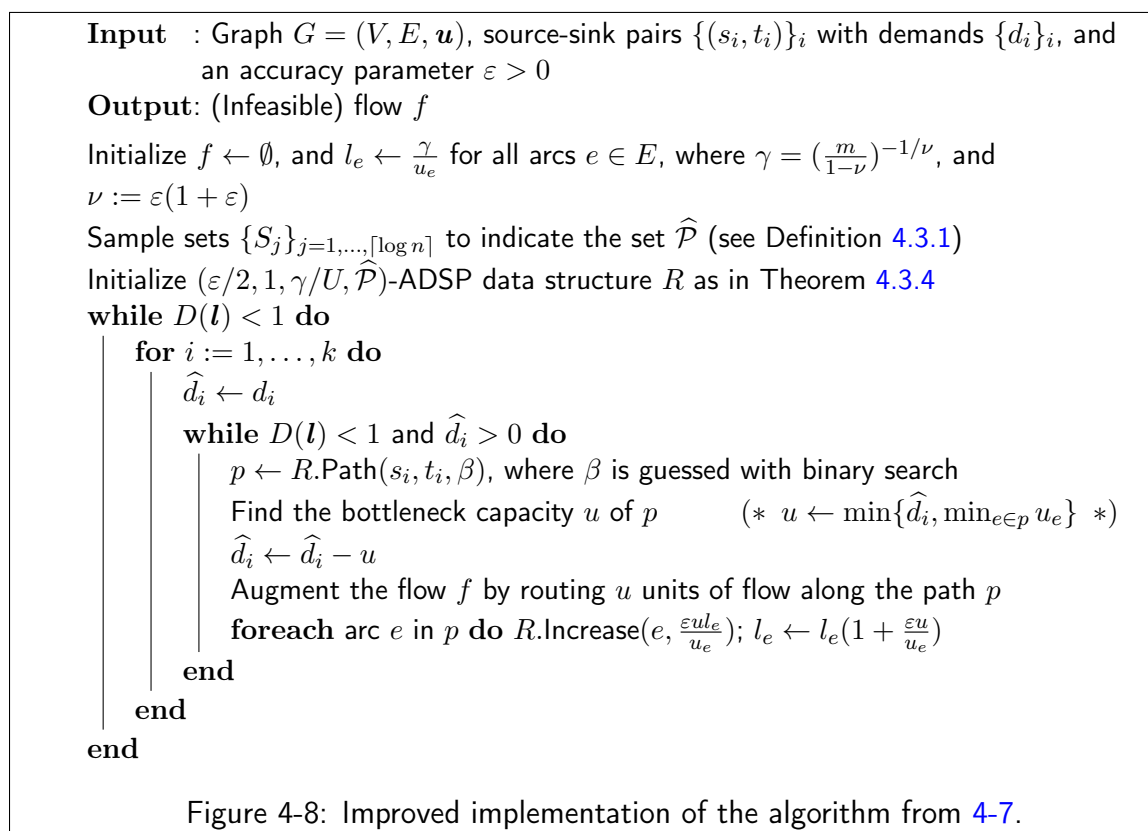 Input : Graph G = (V, E, u), source-sink pairs {(s_i, t_i)}_i with demands {d_i}_i, and
an accuracy parameter ε > 0
Output: (Infeasible) flow f
Initialize f ← ∅, and l_e ← γ/u_e for all arcs e ∈ E, where γ = (m/(1−ν))^{−1/ν}, and
ν := ε(1 + ε)
Sample sets {S_j}_{j=1,...,⌈log n⌉} to indicate the set P̂ (see Definition 4.3.1)
Initialize (ε/2, 1, γ/U, P̂)-ADSP data structure R as in Theorem 4.3.4
while D(l) < 1 do
for i := 1, . . . , k do
d̂_i ← d_i
while D(l) < 1 and d̂_i > 0 do
p ← R.Path(s_i, t_i, β), where β is guessed with binary search
Find the bottleneck capacity u of p (∗ u ← min{d̂_i, min_{e∈p} u_e} ∗)
d̂_i ← d̂_i − u
Augment the flow f by routing u units of flow along the path p
foreach arc e in p do R.Increase(e, εul_e/u_e); l_e ← l_e(1 + εu/u_e)
end
end
end
Figure 4-8: Improved implementation of the algorithm from 4-7.